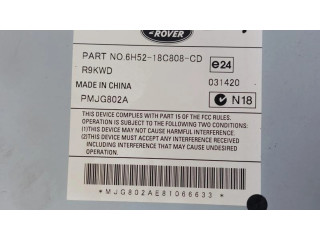 ROVER
PART NO.6H52-18C808-CD
e24
R9KWD
031420
MADE IN CHINA
PMJG802A
N18
THIS DEVICE COMPLIES WITH PART 15 OF THE FCC RULES.
OPERATION IS SUBJECT TO THE FOLLOWING TWO CONDITIONS:
(1)THIS DEVICE MAY NOT CAUSE HARMFUL INTERFERENCE
(2)THIS DEVICE MUST ACCEPT ANY INTERFERENCE RECEIVED
INCLUDING INTERFERENCE THAT MAY CAUSE
UNDESIRED OPERATION.
*MJG802AE81066633*